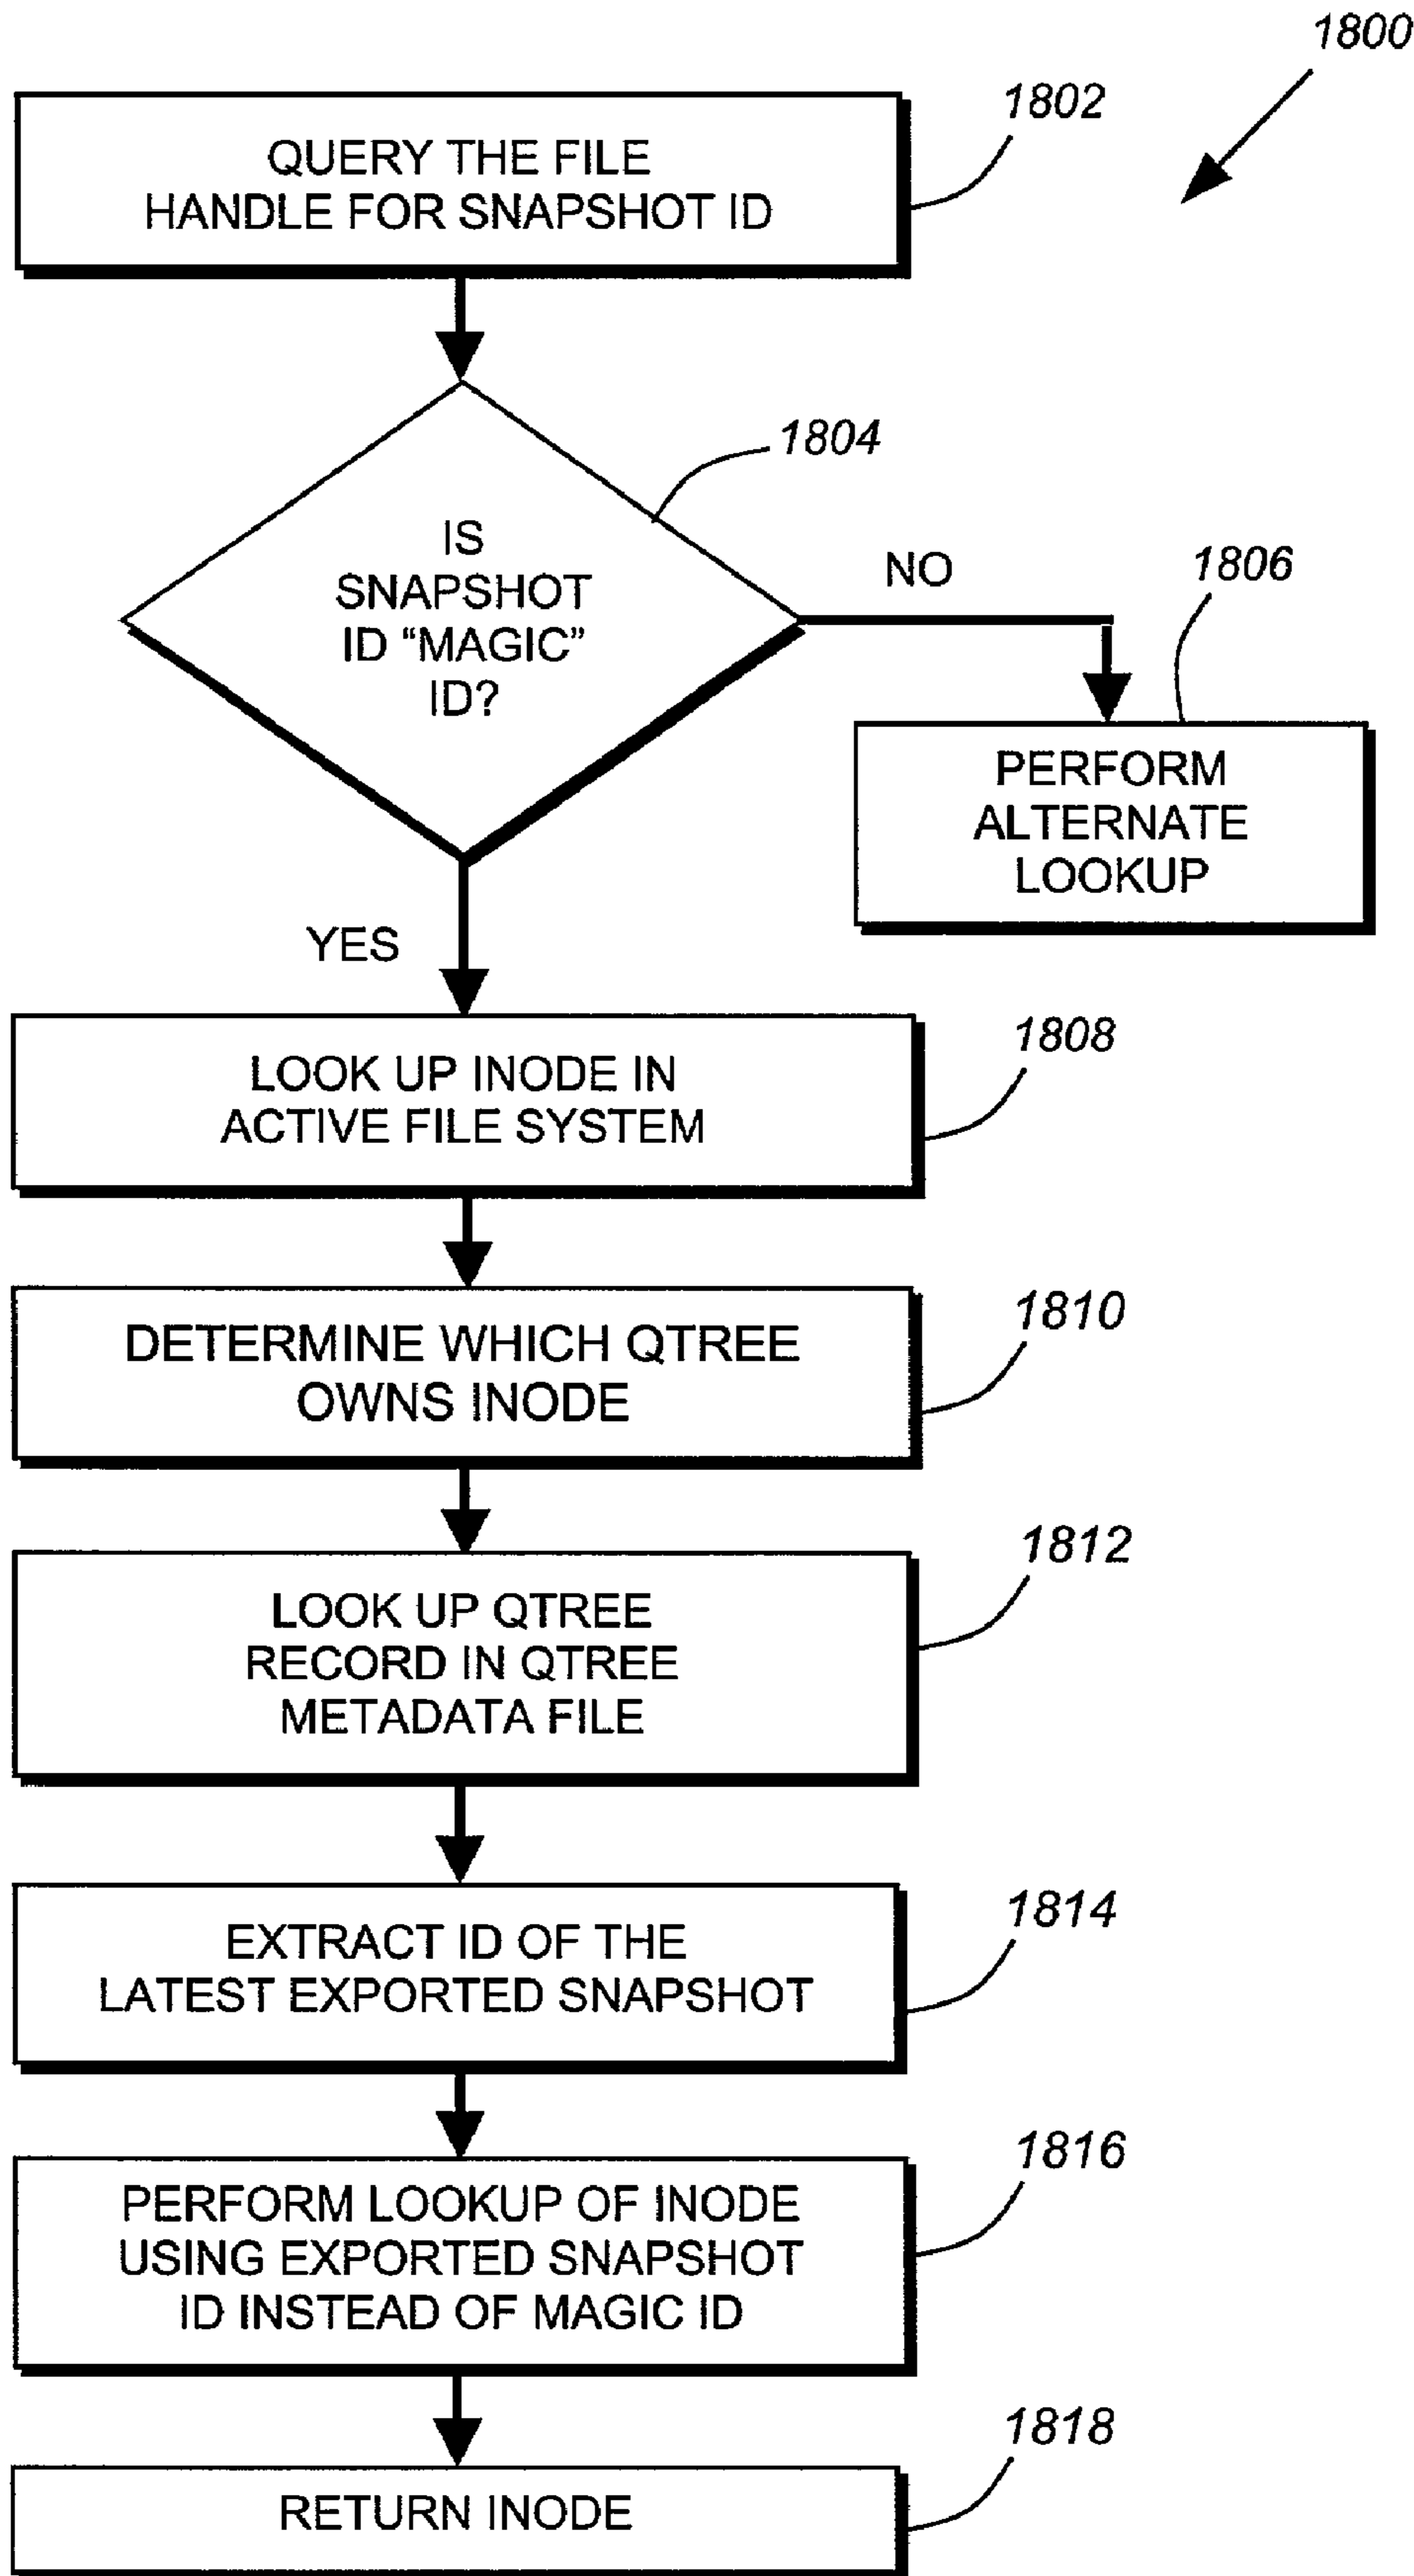 1800
1802
QUERY THE FILE
HANDLE FOR SNAPSHOT ID
1804
IS
SNAPSHOT
ID “MAGIC”
ID?
NO
1806
PERFORM
ALTERNATE
LOOKUP
YES
1808
LOOK UP INODE IN
ACTIVE FILE SYSTEM
1810
DETERMINE WHICH QTREE
OWNS INODE
1812
LOOK UP QTREE
RECORD IN QTREE
METADATA FILE
1814
EXTRACT ID OF THE
LATEST EXPORTED SNAPSHOT
1816
PERFORM LOOKUP OF INODE
USING EXPORTED SNAPSHOT
ID INSTEAD OF MAGIC ID
1818
RETURN INODE